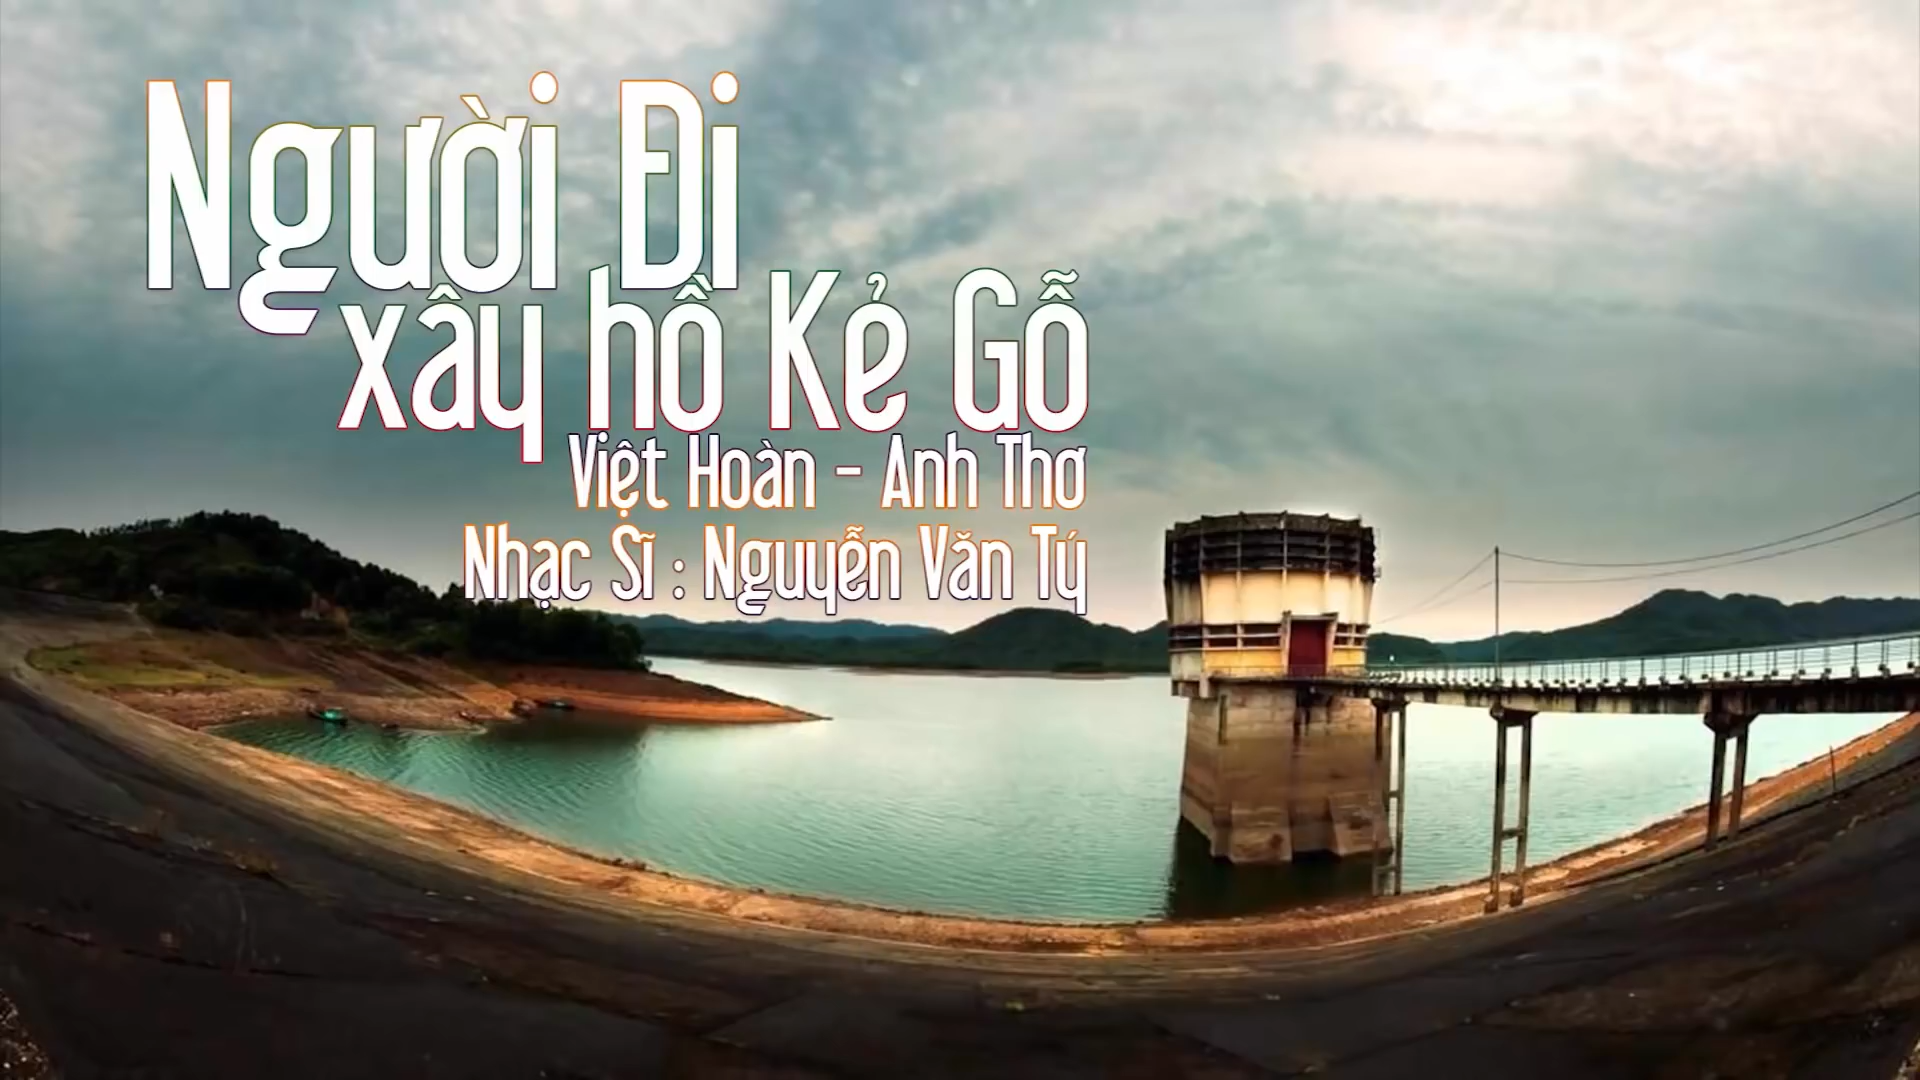 Người Đi
xây hồ Kẻ Gỗ
Việt Hoàn - Anh Thơ
Nhạc Sĩ : Nguyễn Văn Tý